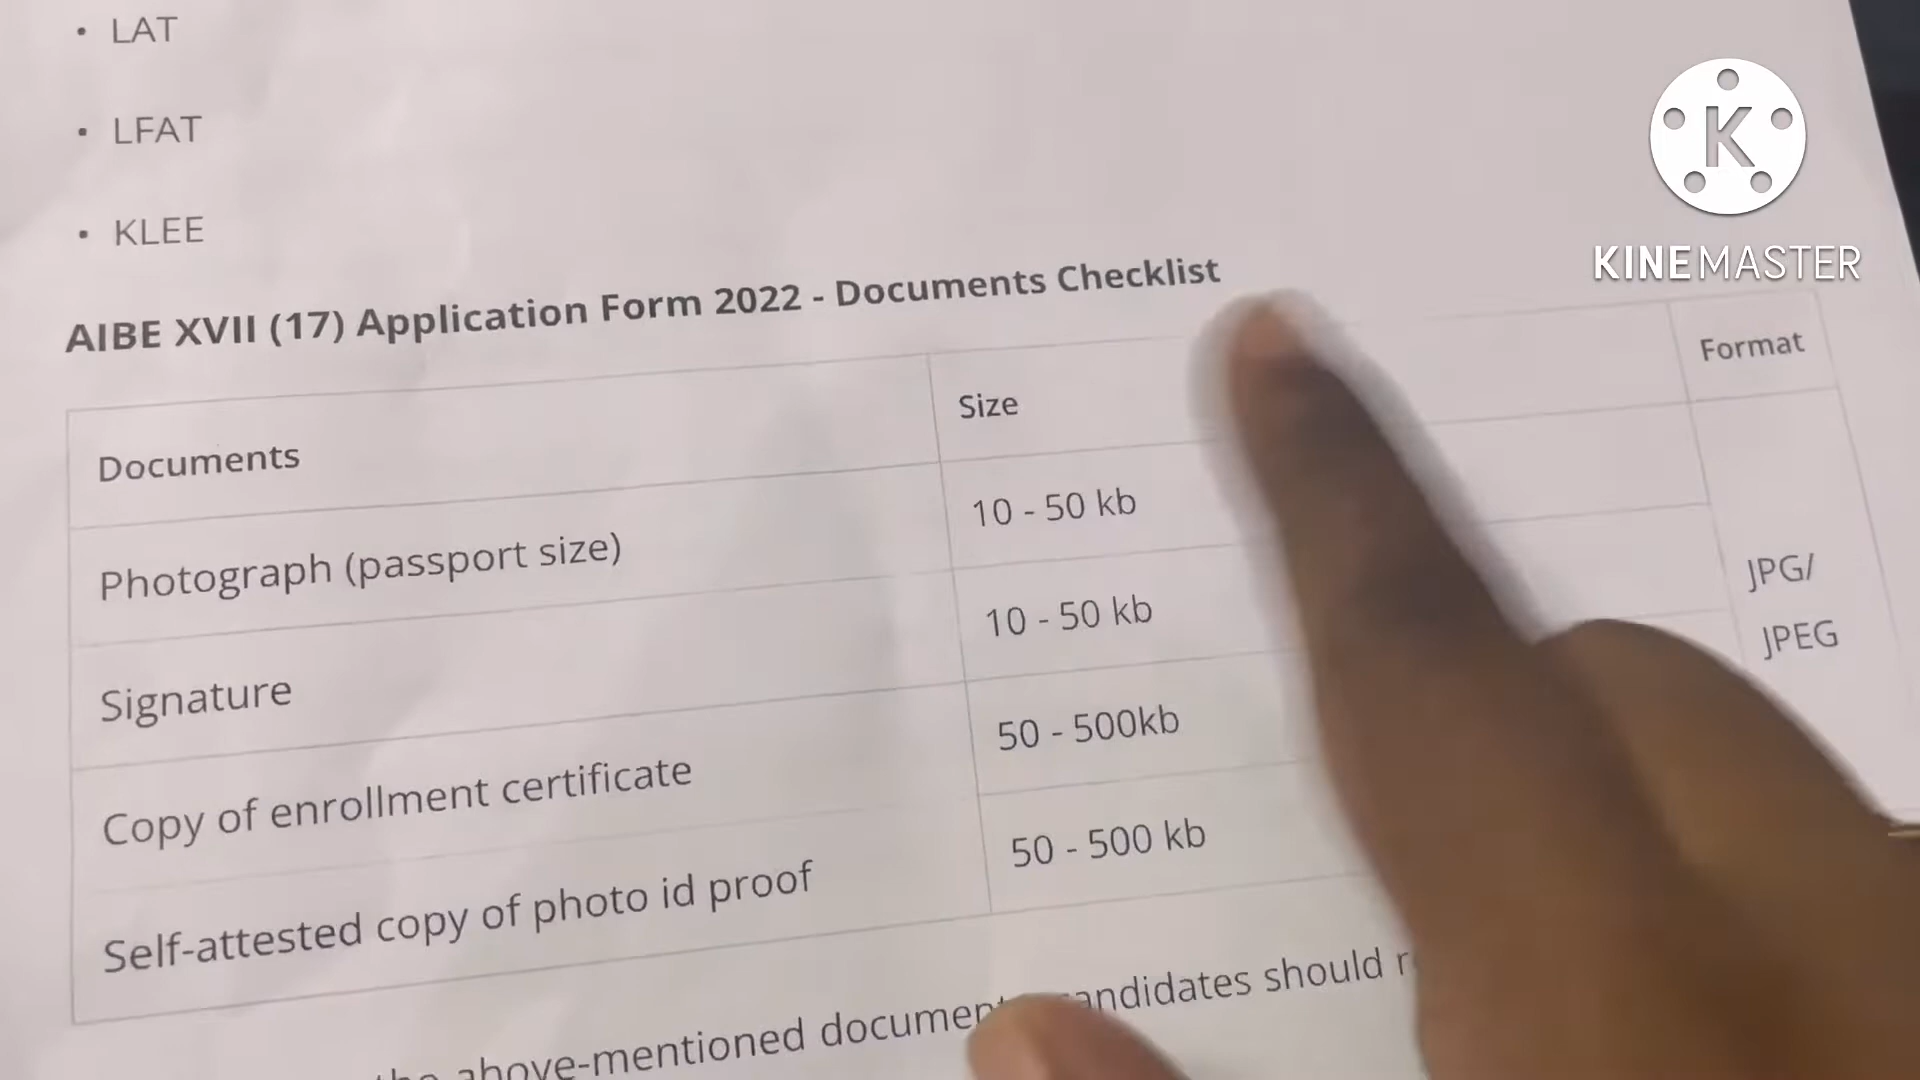 • LAT
• LFAT
• KLEE
AIBE XVII (17) Application Form 2022 - Documents Checklist
Documents Size Format
Photograph (passport size) 10 - 50 kb
Signature 10 - 50 kb
Copy of enrollment certificate 50 - 500kb
Self-attested copy of photo id proof 50 - 500 kb
JPG/
JPEG
the above-mentioned candidates should
K
KINEMASTER